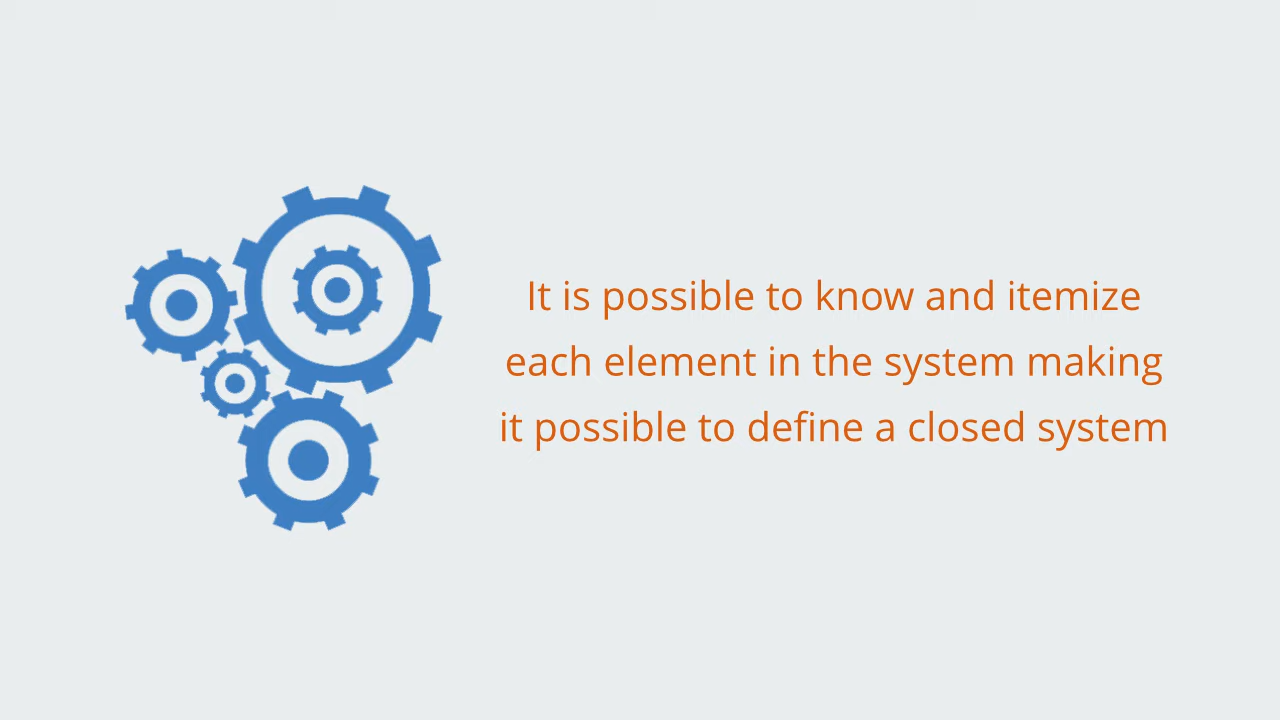 It is possible to know and itemize
each element in the system making
it possible to define a closed system